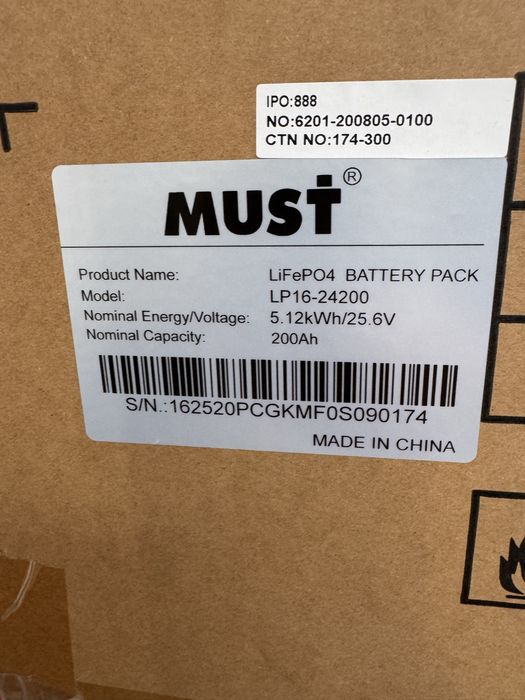 IPO:888
NO:6201-200805-0100
CTN NO:174-300
MUST®
Product Name: LiFePO4 BATTERY PACK
Model: LP16-24200
Nominal Energy/Voltage: 5.12kWh/25.6V
Nominal Capacity: 200Ah
S/N.:162520PCGKMF0S090174
MADE IN CHINA